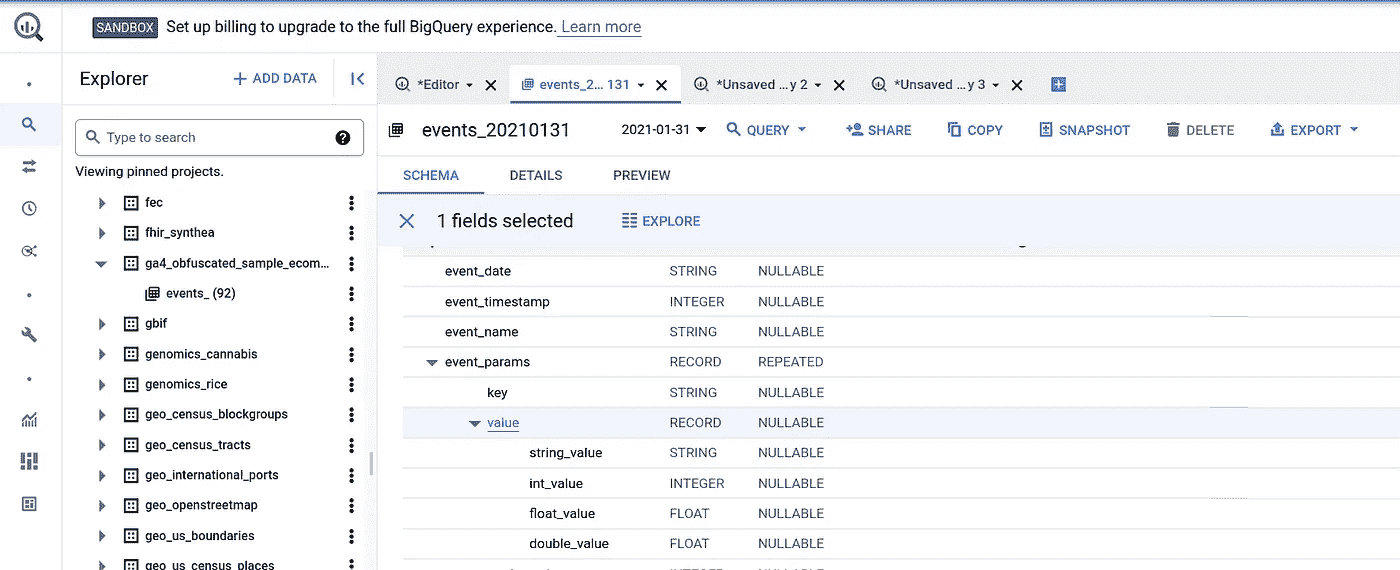 SANDBOX Set up billing to upgrade to the full BigQuery experience. Learn more
Explorer
+ ADD DATA
Type to search
Viewing pinned projects.
fec
fhir_synthea
ga4_obfuscated_sample_ecom...
events_ (92)
gbif
genomics_cannabis
genomics_rice
geo_census_blockgroups
geo_census_tracts
geo_international_ports
geo_openstreetmap
geo_us_boundaries
geo_us_census_places
*Editor
events_2... 131
*Unsaved ...y 2
*Unsaved ...y 3
events_20210131
2021-01-31
QUERY
SHARE
COPY
SNAPSHOT
DELETE
EXPORT
SCHEMA DETAILS PREVIEW
1 fields selected
EXPLORE
event_date STRING NULLABLE
event_timestamp INTEGER NULLABLE
event_name STRING NULLABLE
event_params RECORD REPEATED
key STRING NULLABLE
value RECORD NULLABLE
string_value STRING NULLABLE
int_value INTEGER NULLABLE
float_value FLOAT NULLABLE
double_value FLOAT NULLABLE